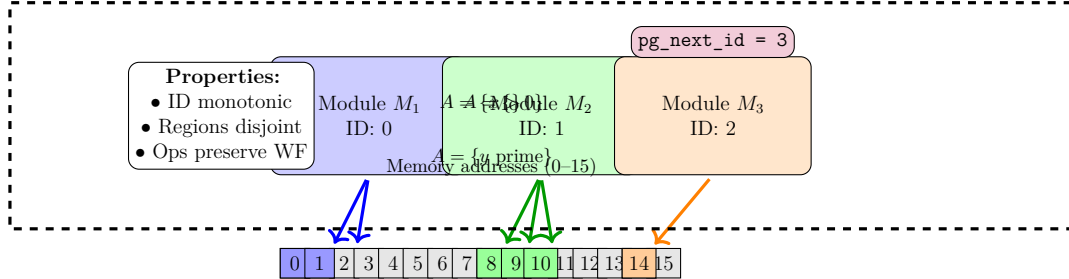 pg_next_id = 3
Properties:
• ID monotonic
• Regions disjoint
• Ops preserve WF
Module M₁
ID: 0
Module M₂
ID: 1
Module M₃
ID: 2
A = {y prime}
Memory addresses (0–15)
0 1 2 3 4 5 6 7 8 9 10 11 12 13 14 15